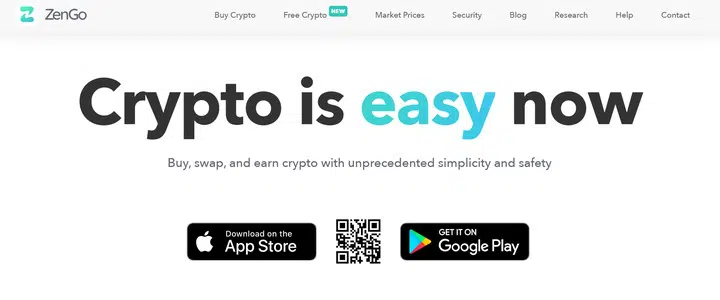 ZenGo
Buy Crypto
Free Crypto NEW
Market Prices
Security
Blog
Research
Help
Contact
Crypto is easy now
Buy, swap, and earn crypto with unprecedented simplicity and safety
Download on the
App Store
GET IT ON
Google Play